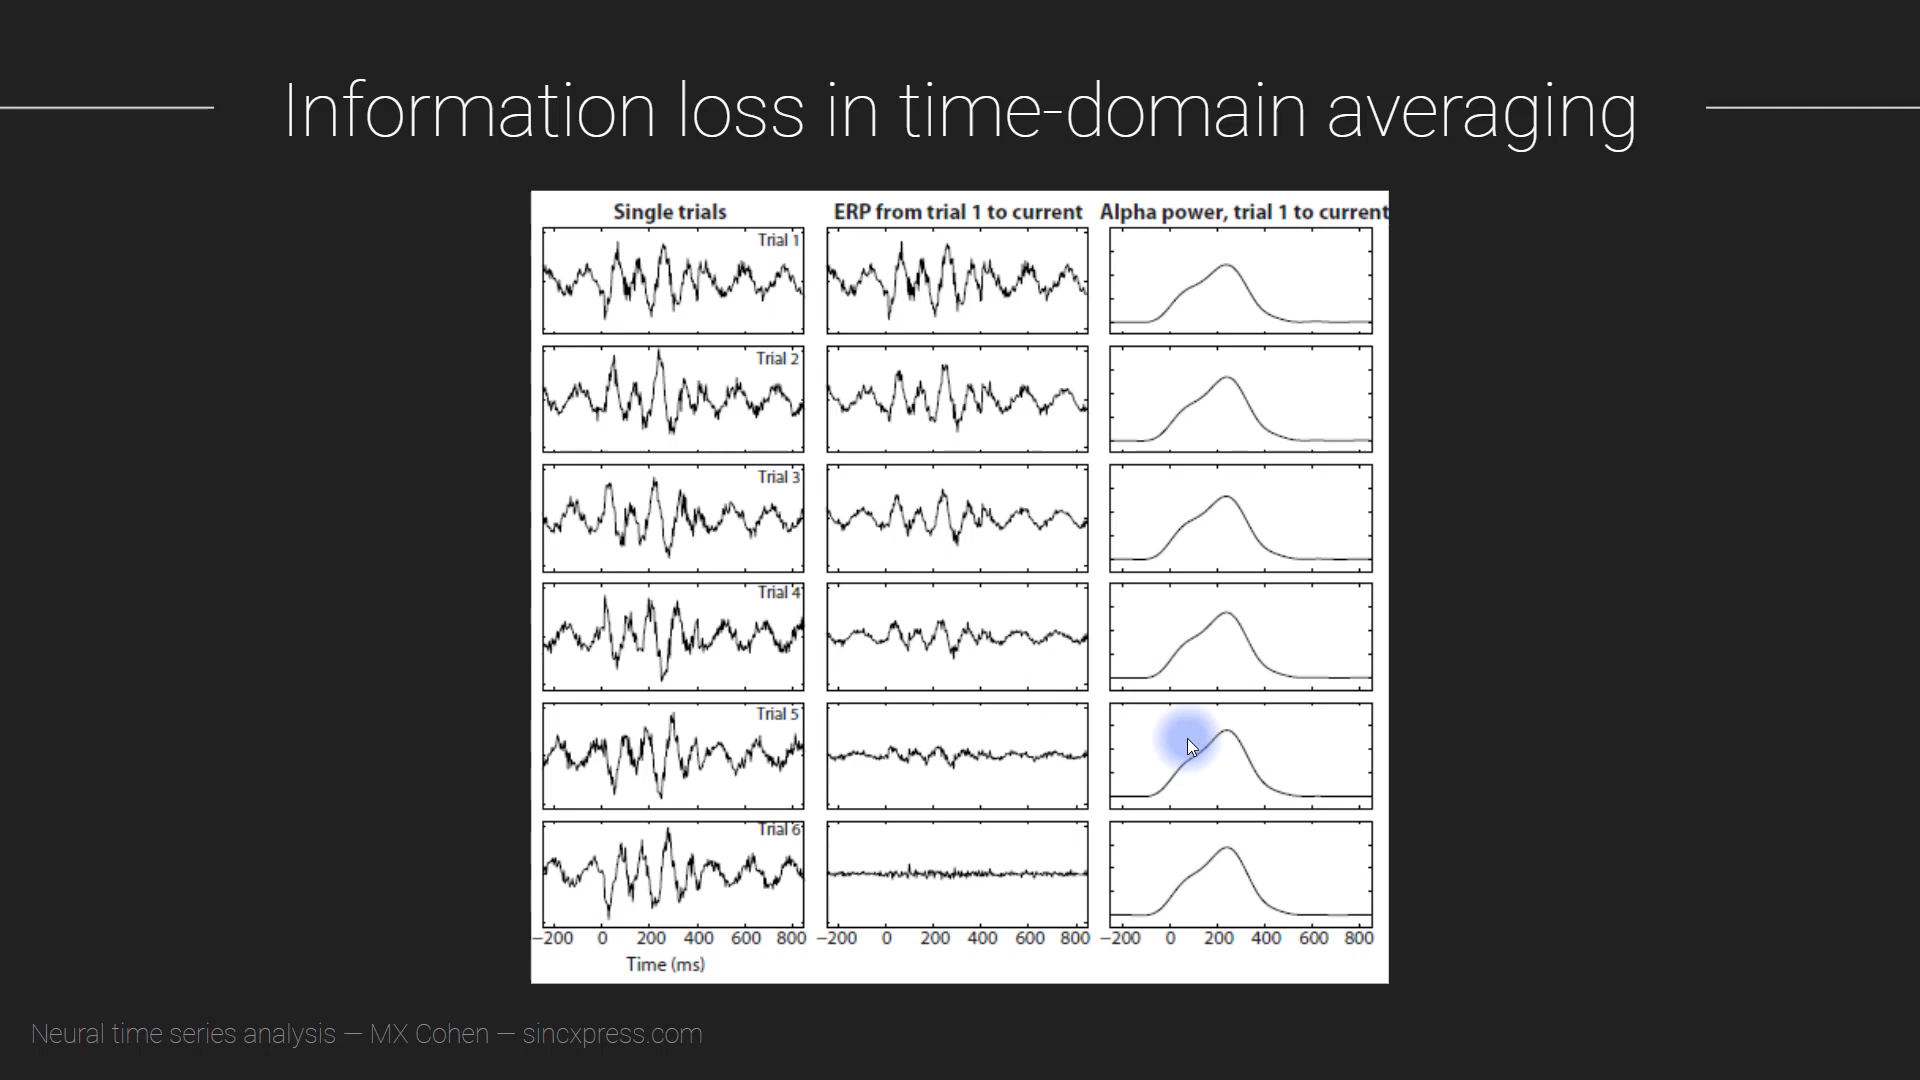 Information loss in time-domain averaging
Single trials
ERP from trial 1 to current
Alpha power, trial 1 to current
Trial 1
Trial 2
Trial 3
Trial 4
Trial 5
Trial 6
−200 0 200 400 600 800
−200 0 200 400 600 800
−200 0 200 400 600 800
Time (ms)
Neural time series analysis — MX Cohen — sincxpress.com